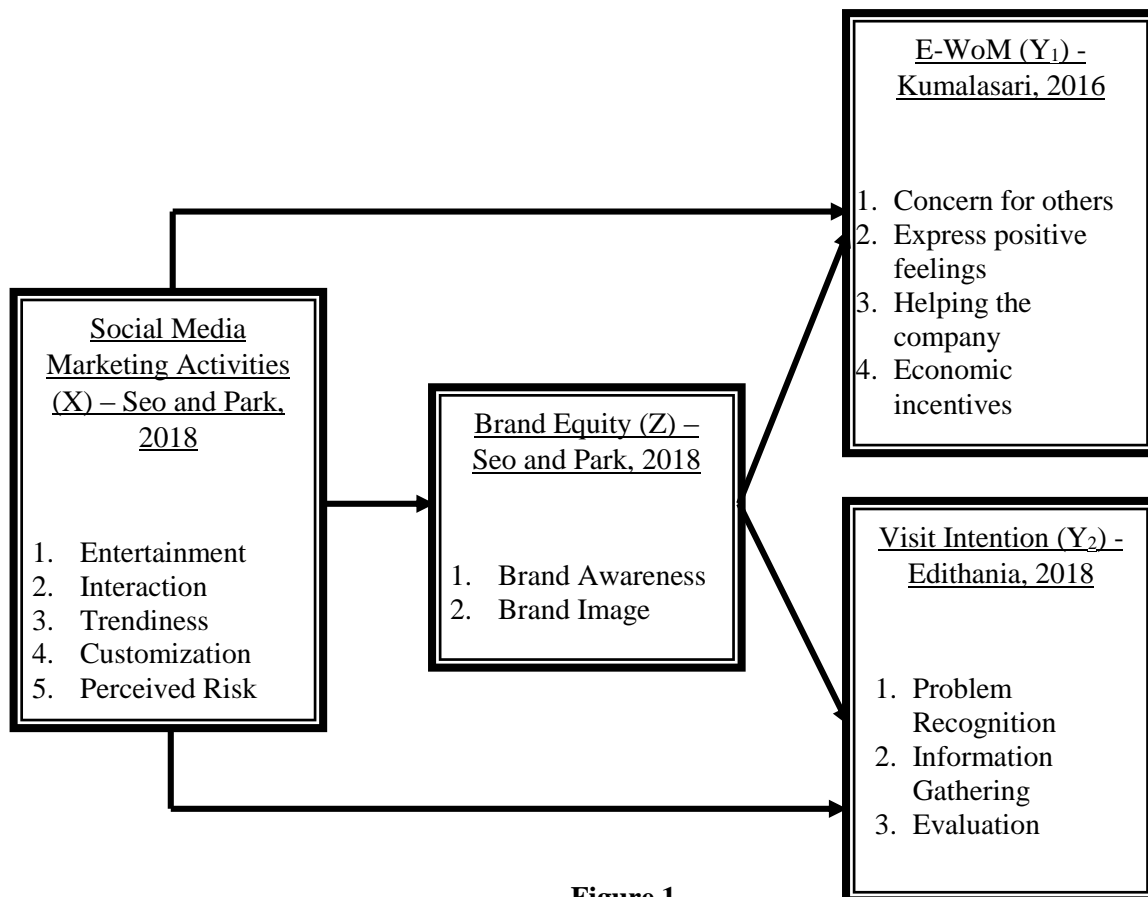 E-WoM (Y₁) -
Kumalasari, 2016
1. Concern for others
2. Express positive
feelings
3. Helping the
company
4. Economic
incentives
Social Media
Marketing Activities
(X) – Seo and Park,
2018
1. Entertainment
2. Interaction
3. Trendiness
4. Customization
5. Perceived Risk
Brand Equity (Z) –
Seo and Park, 2018
1. Brand Awareness
2. Brand Image
Visit Intention (Y₂) -
Edithania, 2018
1. Problem
Recognition
2. Information
Gathering
3. Evaluation
Figure 1